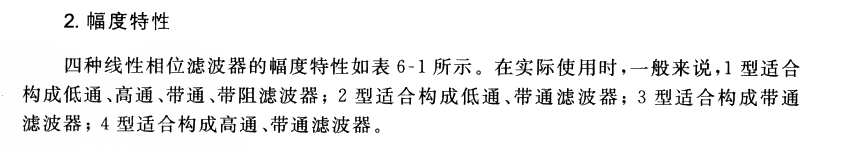 2. 幅度特性
四种线性相位滤波器的幅度特性如表 6-1 所示。在实际使用时,一般来说,1 型适合
构成低通、高通、带通、带阻滤波器；2 型适合构成低通、带通滤波器；3 型适合构成带通
滤波器；4 型适合构成高通、带通滤波器。